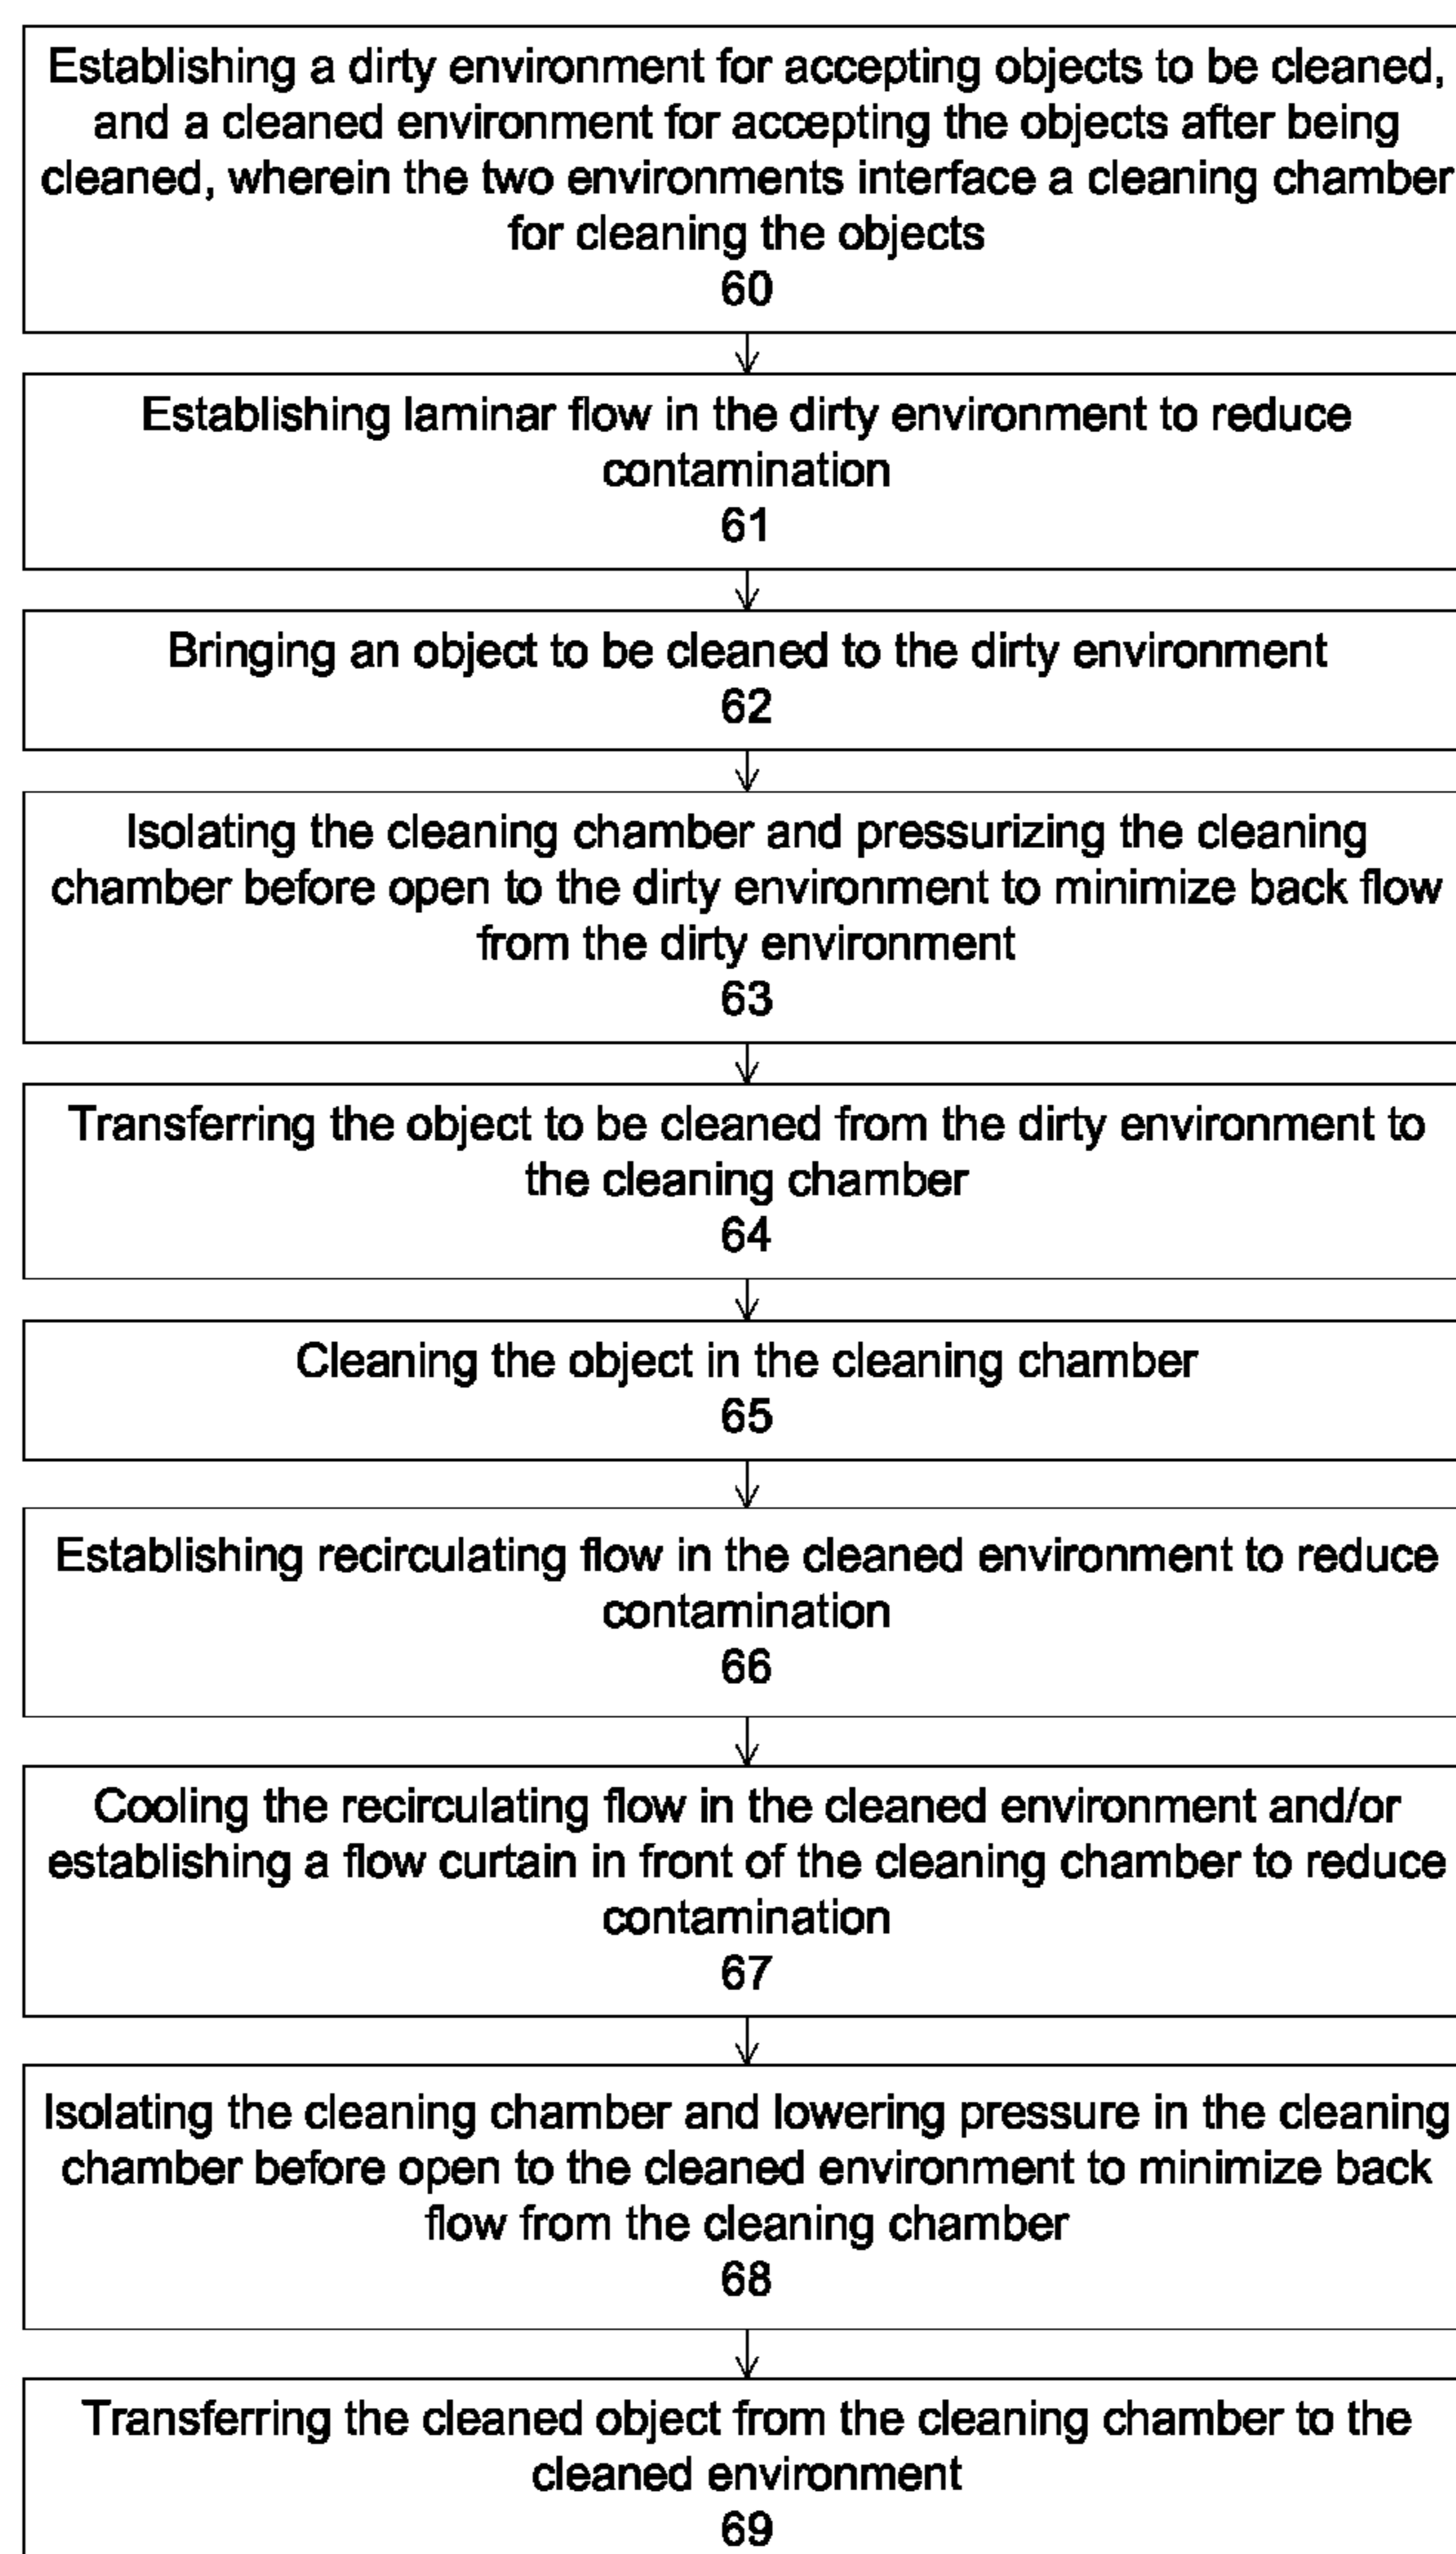 Establishing a dirty environment for accepting objects to be cleaned,
and a cleaned environment for accepting the objects after being
cleaned, wherein the two environments interface a cleaning chamber
for cleaning the objects
60
Establishing laminar flow in the dirty environment to reduce
contamination
61
Bringing an object to be cleaned to the dirty environment
62
Isolating the cleaning chamber and pressurizing the cleaning
chamber before open to the dirty environment to minimize back flow
from the dirty environment
63
Transferring the object to be cleaned from the dirty environment to
the cleaning chamber
64
Cleaning the object in the cleaning chamber
65
Establishing recirculating flow in the cleaned environment to reduce
contamination
66
Cooling the recirculating flow in the cleaned environment and/or
establishing a flow curtain in front of the cleaning chamber to reduce
contamination
67
Isolating the cleaning chamber and lowering pressure in the cleaning
chamber before open to the cleaned environment to minimize back
flow from the cleaning chamber
68
Transferring the cleaned object from the cleaning chamber to the
cleaned environment
69